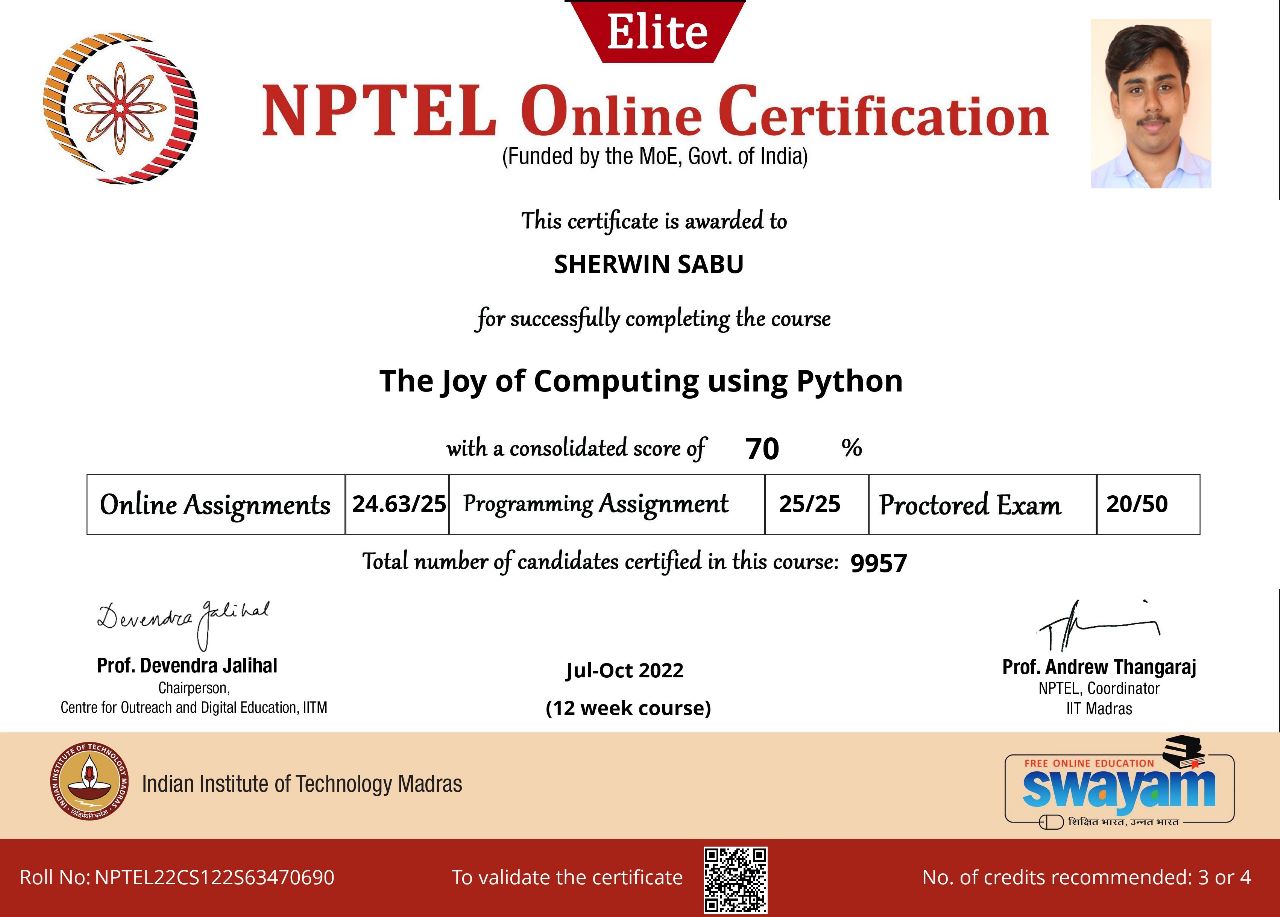 Elite
NPTEL Online Certification
(Funded by the MoE, Govt. of India)
This certificate is awarded to
SHERWIN SABU
for successfully completing the course
The Joy of Computing using Python
with a consolidated score of 70 %
Online Assignments 24.63/25 Programming Assignment 25/25 Proctored Exam 20/50
Total number of candidates certified in this course: 9957
Devendra Jalihal
Prof. Devendra Jalihal
Chairperson,
Centre for Outreach and Digital Education, IITM
Jul-Oct 2022
(12 week course)
Prof. Andrew Thangaraj
NPTEL, Coordinator
IIT Madras
INDIAN INSTITUTE OF TECHNOLOGY MADRAS
Indian Institute of Technology Madras
FREE ONLINE EDUCATION
swayam
शिक्षित भारत, उन्नत भारत
Roll No: NPTEL22CS122S63470690
To validate the certificate
No. of credits recommended: 3 or 4